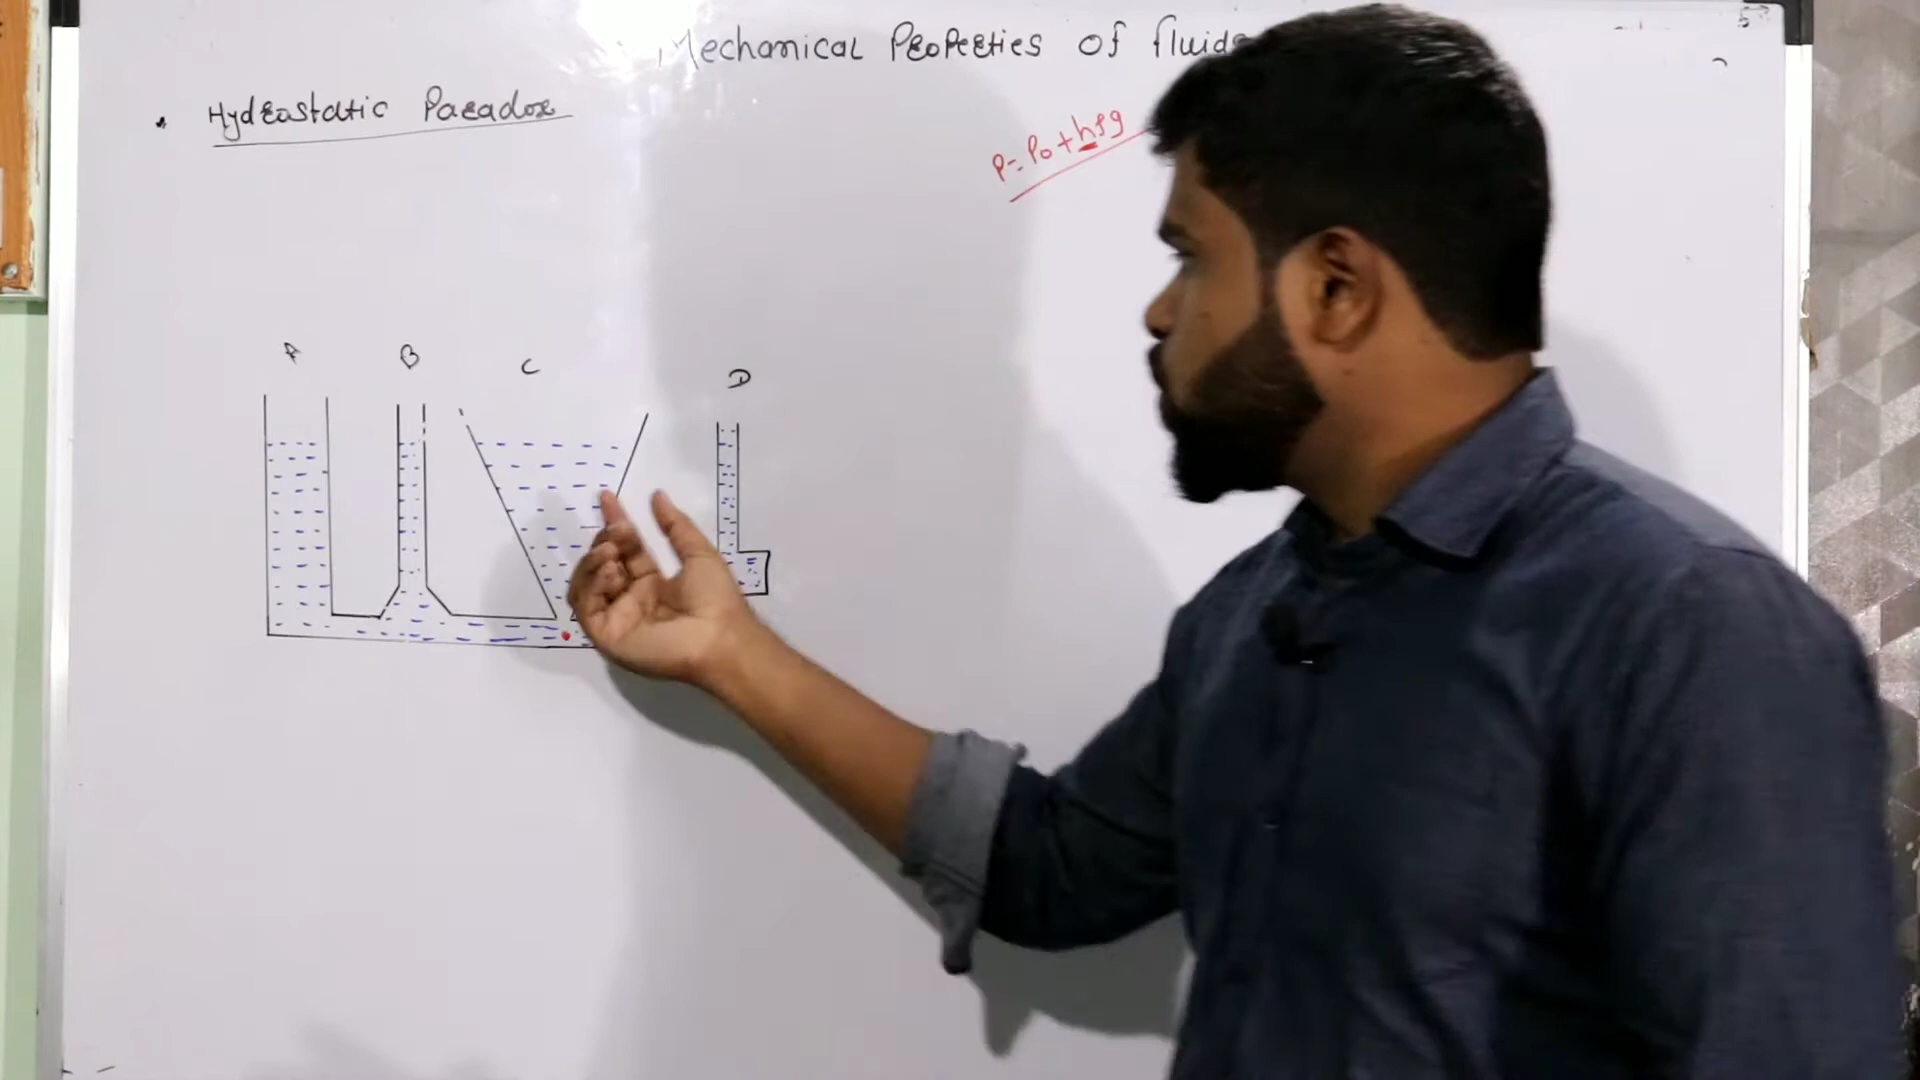 Mechanical Properties of fluids
• Hydrostatic Paradox
P = P₀ + hρg
A B C D